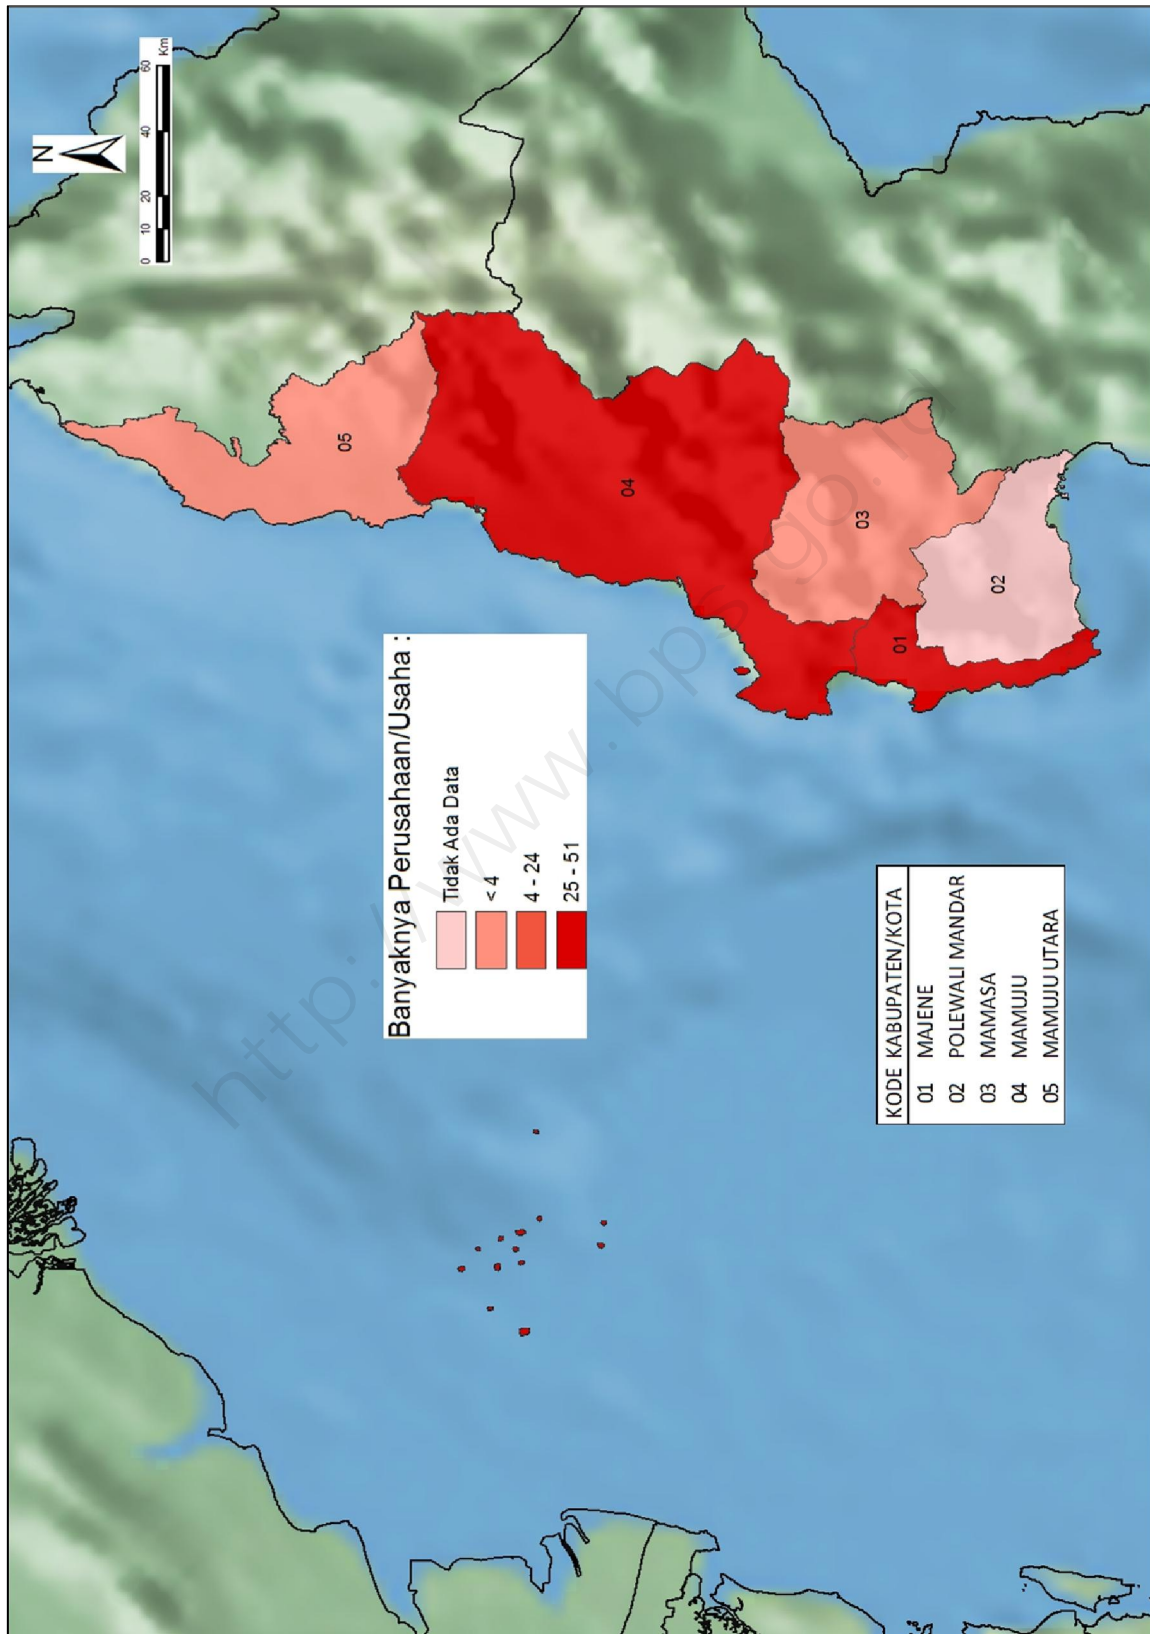 N
0 10 20 40 60
Km
05
04
03
02
01
Banyaknya Perusahaan/Usaha :
Tidak Ada Data
< 4
4 - 24
25 - 51
KODE KABUPATEN/KOTA
01 MAJENE
02 POLEWALI MANDAR
03 MAMASA
04 MAMUJU
05 MAMUJU UTARA
http://www.bps.go.id